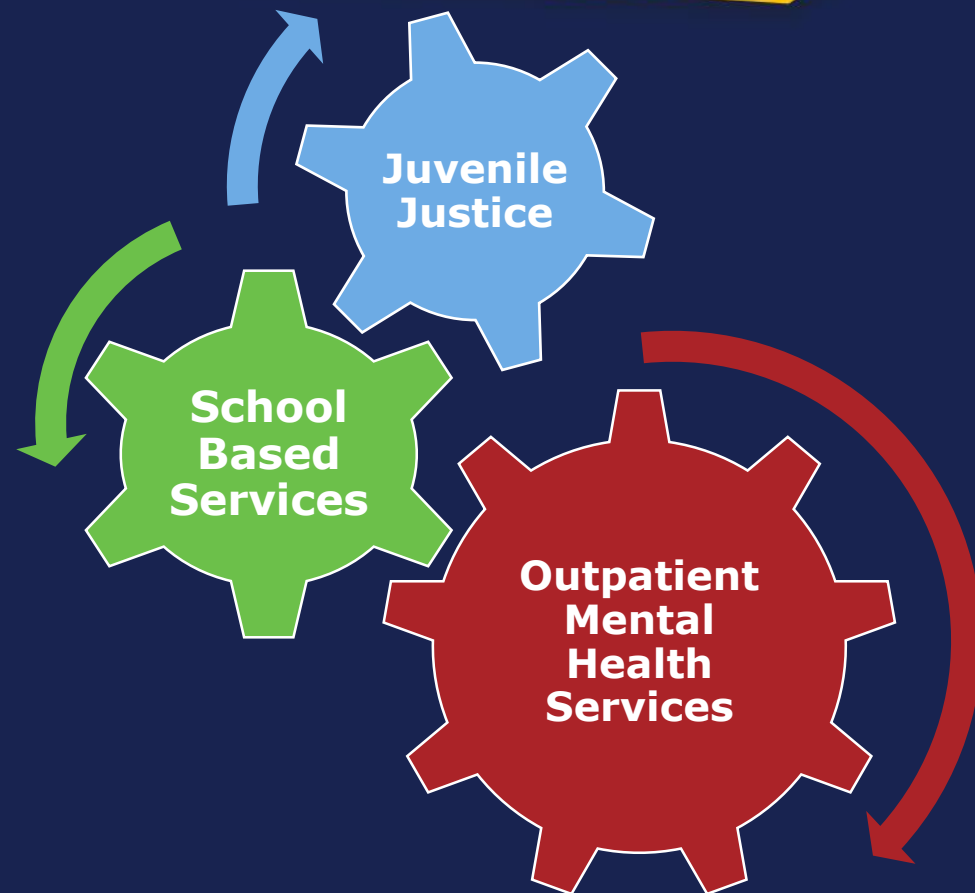 Juvenile
Justice
School
Based
Services
Outpatient
Mental
Health
Services